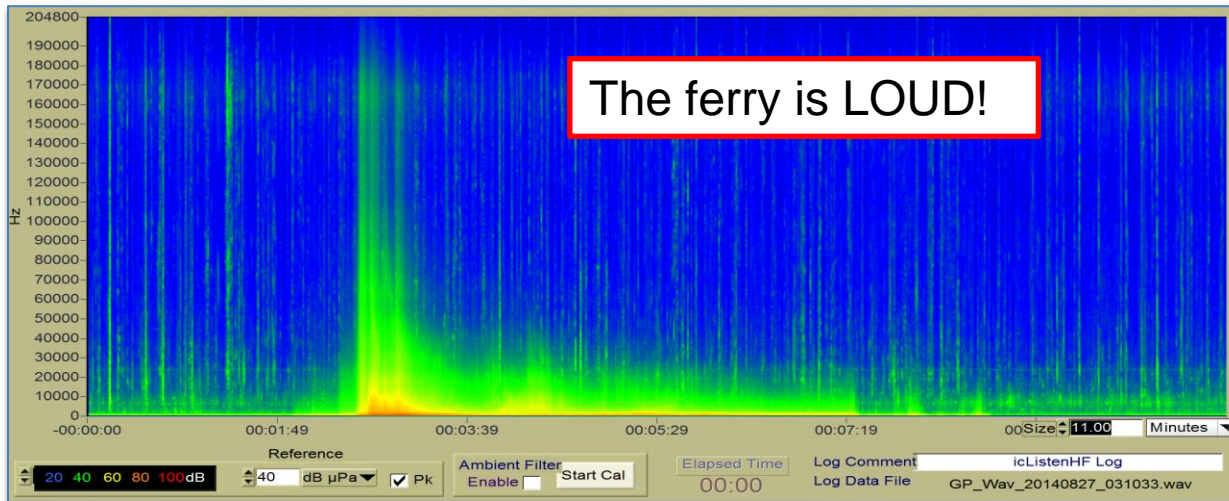 The ferry is LOUD!
204800
190000
180000
170000
160000
150000
140000
130000
120000
110000
Hz
100000
90000
80000
70000
60000
50000
40000
30000
20000
10000
0
-00:00:00 00:01:49 00:03:39 00:05:29 00:07:19 00 Size 11.00 Minutes
Reference
20 40 60 80 100 dB 40 dB µPa Pk
Ambient Filter
Enable Start Cal
Elapsed Time
00:00
Log Comment icListenHF Log
Log Data File GP_Wav_20140827_031033.wav